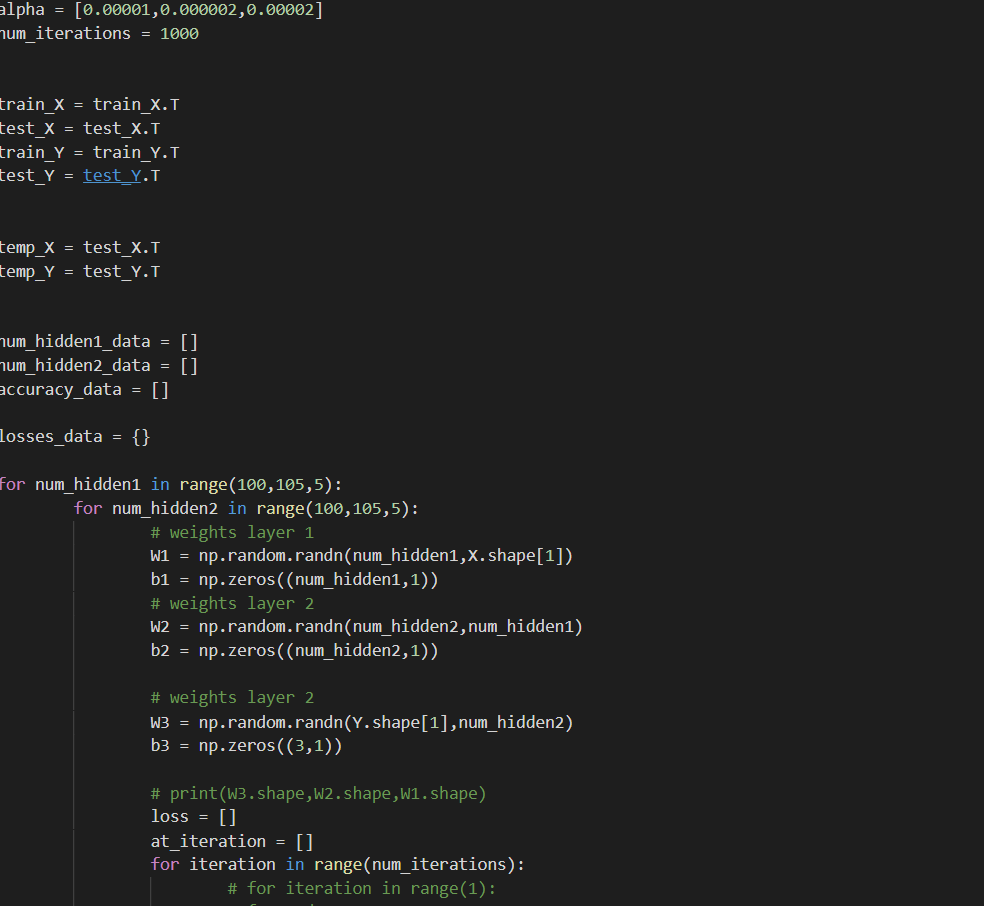 alpha = [0.00001,0.000002,0.00002]
num_iterations = 1000
train_X = train_X.T
test_X = test_X.T
train_Y = train_Y.T
test_Y = test_Y.T
temp_X = test_X.T
temp_Y = test_Y.T
num_hidden1_data = []
num_hidden2_data = []
accuracy_data = []
losses_data = {}
for num_hidden1 in range(100,105,5):
for num_hidden2 in range(100,105,5):
# weights layer 1
W1 = np.random.randn(num_hidden1,X.shape[1])
b1 = np.zeros((num_hidden1,1))
# weights layer 2
W2 = np.random.randn(num_hidden2,num_hidden1)
b2 = np.zeros((num_hidden2,1))
# weights layer 2
W3 = np.random.randn(Y.shape[1],num_hidden2)
b3 = np.zeros((3,1))
# print(W3.shape,W2.shape,W1.shape)
loss = []
at_iteration = []
for iteration in range(num_iterations):
# for iteration in range(1):